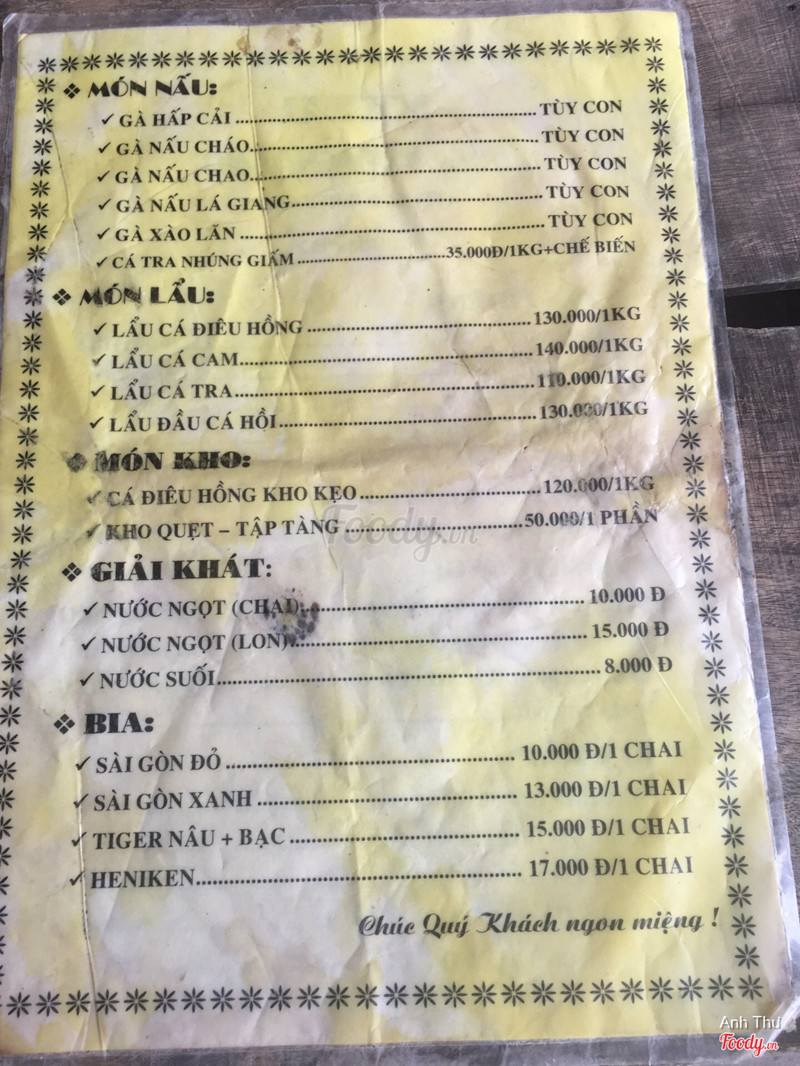 MÓN NẤU:
GÀ HẤP CẢI TÙY CON
GÀ NẤU CHÁO TÙY CON
GÀ NẤU CHAO TÙY CON
GÀ NẤU LÁ GIANG TÙY CON
GÀ XÀO LĂN TÙY CON
CÁ TRA NHÚNG GIẤM 35.000Đ/1KG+CHẾ BIẾN
MÓN LẨU:
LẨU CÁ ĐIÊU HỒNG 130.000/1KG
LẨU CÁ CAM 140.000/1KG
LẨU CÁ TRA 110.000/1KG
LẨU ĐẦU CÁ HỒI 130.000/1KG
MÓN KHO:
CÁ ĐIÊU HỒNG KHO KẸO 120.000/1KG
KHO QUẸT – TẬP TÀNG 50.000/1 PHẦN
GIẢI KHÁT:
NƯỚC NGỌT (CHAI) 10.000 Đ
NƯỚC NGỌT (LON) 15.000 Đ
NƯỚC SUỐI 8.000 Đ
BIA:
SÀI GÒN ĐỎ 10.000 Đ/1 CHAI
SÀI GÒN XANH 13.000 Đ/1 CHAI
TIGER NÂU + BẠC 15.000 Đ/1 CHAI
HENIKEN 17.000 Đ/1 CHAI
Chúc Quý Khách ngon miệng !
Foody.vn
Anh Thư
Foody.vn